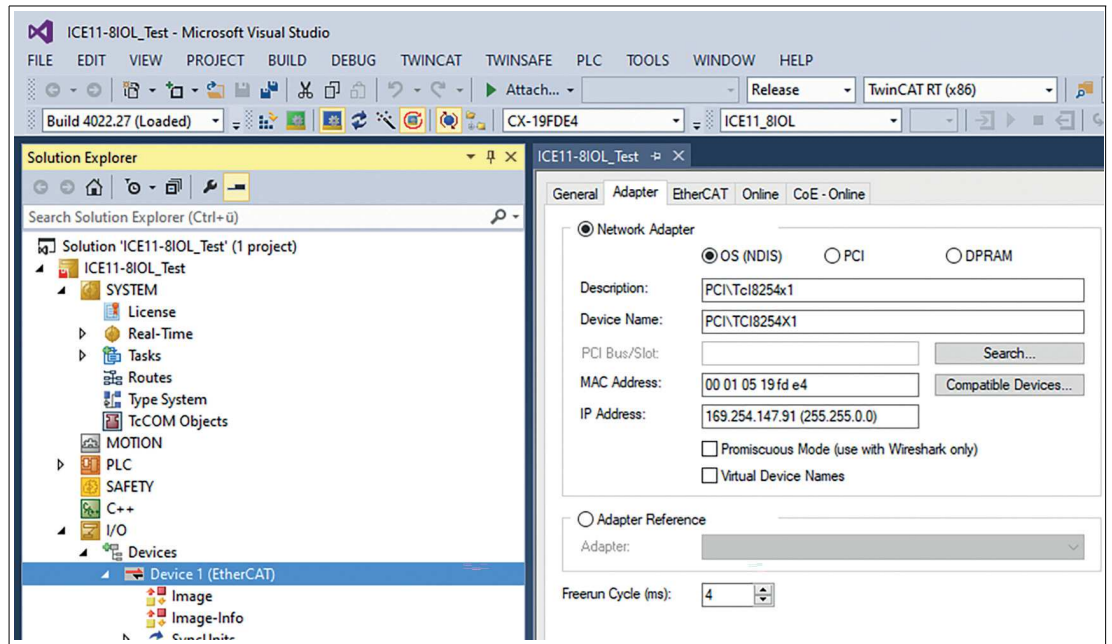 ICE11-8IOL_Test - Microsoft Visual Studio
FILE EDIT VIEW PROJECT BUILD DEBUG TWINCAT TWINSAFE PLC TOOLS WINDOW HELP
Attach... Release TwinCAT RT (x86)
Build 4022.27 (Loaded) CX-19FDE4 ICE11_8IOL
Solution Explorer
Search Solution Explorer (Ctrl+ü)
Solution 'ICE11-8IOL_Test' (1 project)
ICE11-8IOL_Test
SYSTEM
License
Real-Time
Tasks
Routes
Type System
TcCOM Objects
MOTION
PLC
SAFETY
C++
I/O
Devices
Device 1 (EtherCAT)
Image
Image-Info
SyncUnits
ICE11-8IOL_Test
General Adapter EtherCAT Online CoE - Online
Network Adapter
OS (NDIS) PCI DPRAM
Description: PCI\TcI8254x1
Device Name: PCI\TCI8254X1
PCI Bus/Slot: Search...
MAC Address: 00 01 05 19 fd e4 Compatible Devices...
IP Address: 169.254.147.91 (255.255.0.0)
Promiscuous Mode (use with Wireshark only)
Virtual Device Names
Adapter Reference
Adapter:
Freerun Cycle (ms): 4